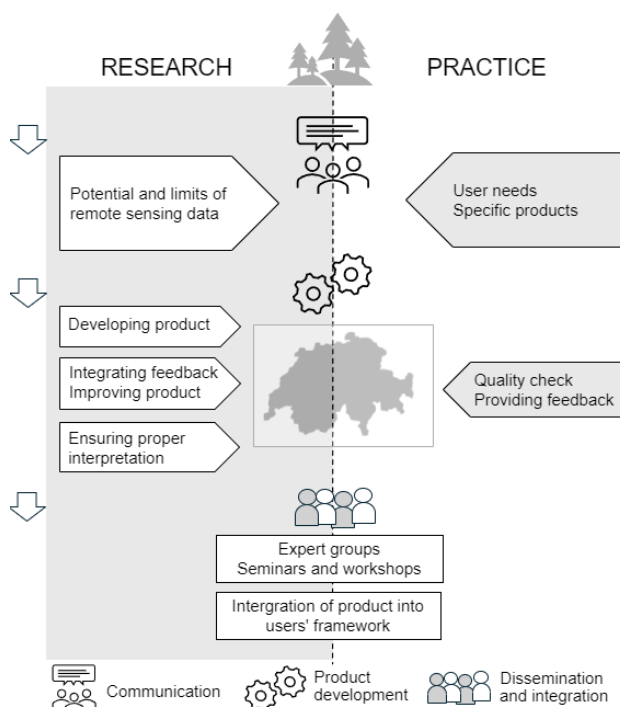 RESEARCH
PRACTICE
Potential and limits of
remote sensing data
User needs
Specific products
Developing product
Integrating feedback
Improving product
Quality check
Providing feedback
Ensuring proper
interpretation
Expert groups
Seminars and workshops
Intergration of product into
users' framework
Communication
Product
development
Dissemination
and integration